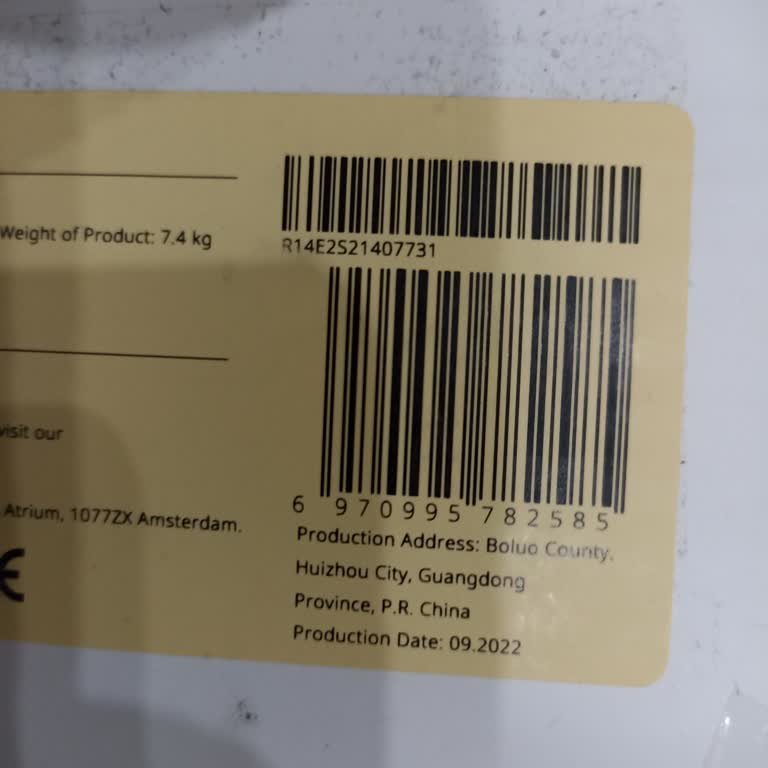 Weight of Product: 7.4 kg
R14E2S21407731
visit our
Atrium, 1077ZX Amsterdam.
CE
6 970995 782585
Production Address: Boluo County,
Huizhou City, Guangdong
Province, P.R. China
Production Date: 09.2022